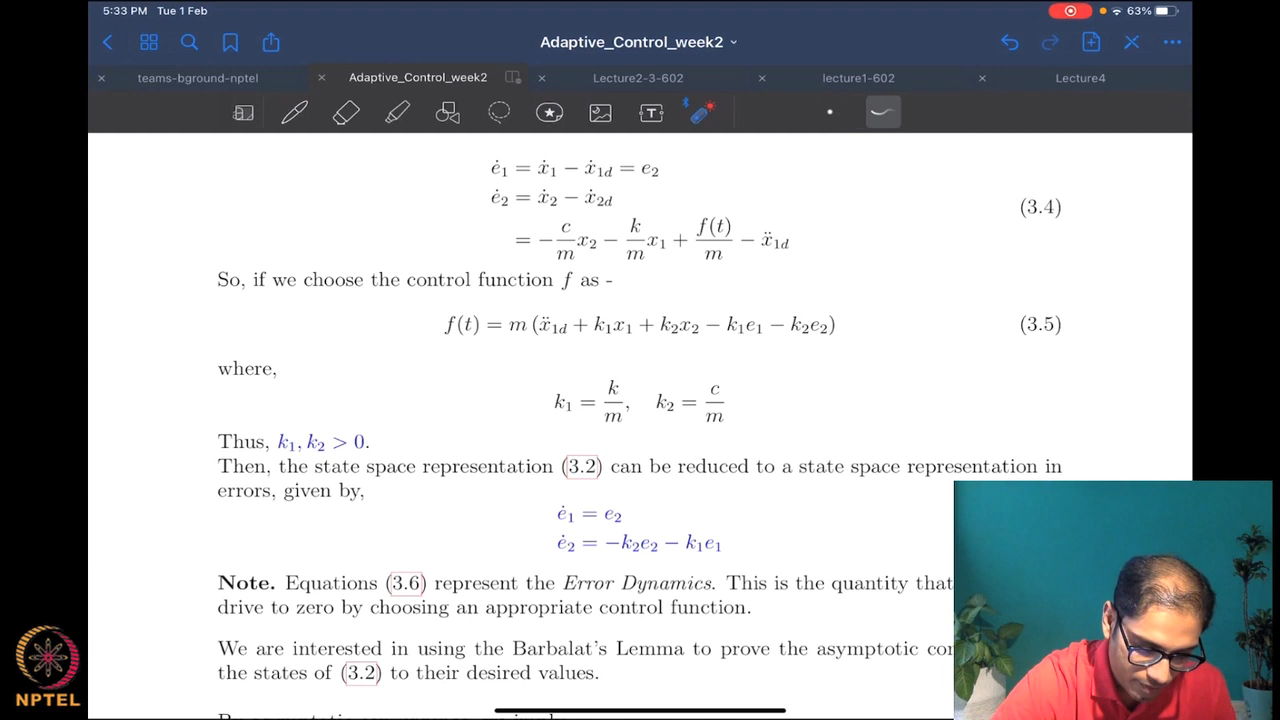 5:33 PM Tue 1 Feb
63%
Adaptive_Control_week2
teams-bground-nptel
Adaptive_Control_week2
Lecture2-3-602
lecture1-602
Lecture4
ė₁ = ẋ₁ − ẋ₁d = e₂
ė₂ = ẋ₂ − ẋ₂d
= −c/m x₂ − k/m x₁ + f(t)/m − ẍ₁d
(3.4)
So, if we choose the control function f as -
f(t) = m (ẍ₁d + k₁x₁ + k₂x₂ − k₁e₁ − k₂e₂)
(3.5)
where,
k₁ = k/m, k₂ = c/m
Thus, k₁, k₂ > 0.
Then, the state space representation (3.2) can be reduced to a state space representation in
errors, given by,
ė₁ = e₂
ė₂ = −k₂e₂ − k₁e₁
Note. Equations (3.6) represent the Error Dynamics. This is the quantity that
drive to zero by choosing an appropriate control function.
We are interested in using the Barbalat's Lemma to prove the asymptotic con
the states of (3.2) to their desired values.
NPTEL